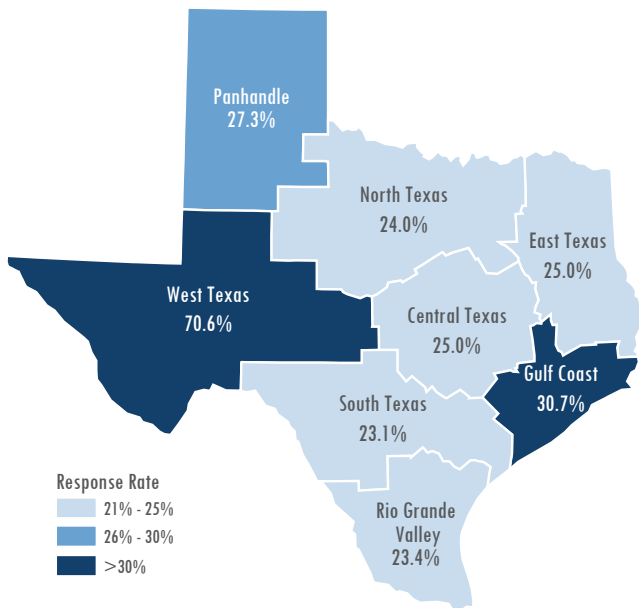 Panhandle
27.3%
North Texas
24.0%
East Texas
25.0%
West Texas
70.6%
Central Texas
25.0%
Gulf Coast
30.7%
South Texas
23.1%
Rio Grande
Valley
23.4%
Response Rate
21% - 25%
26% - 30%
>30%